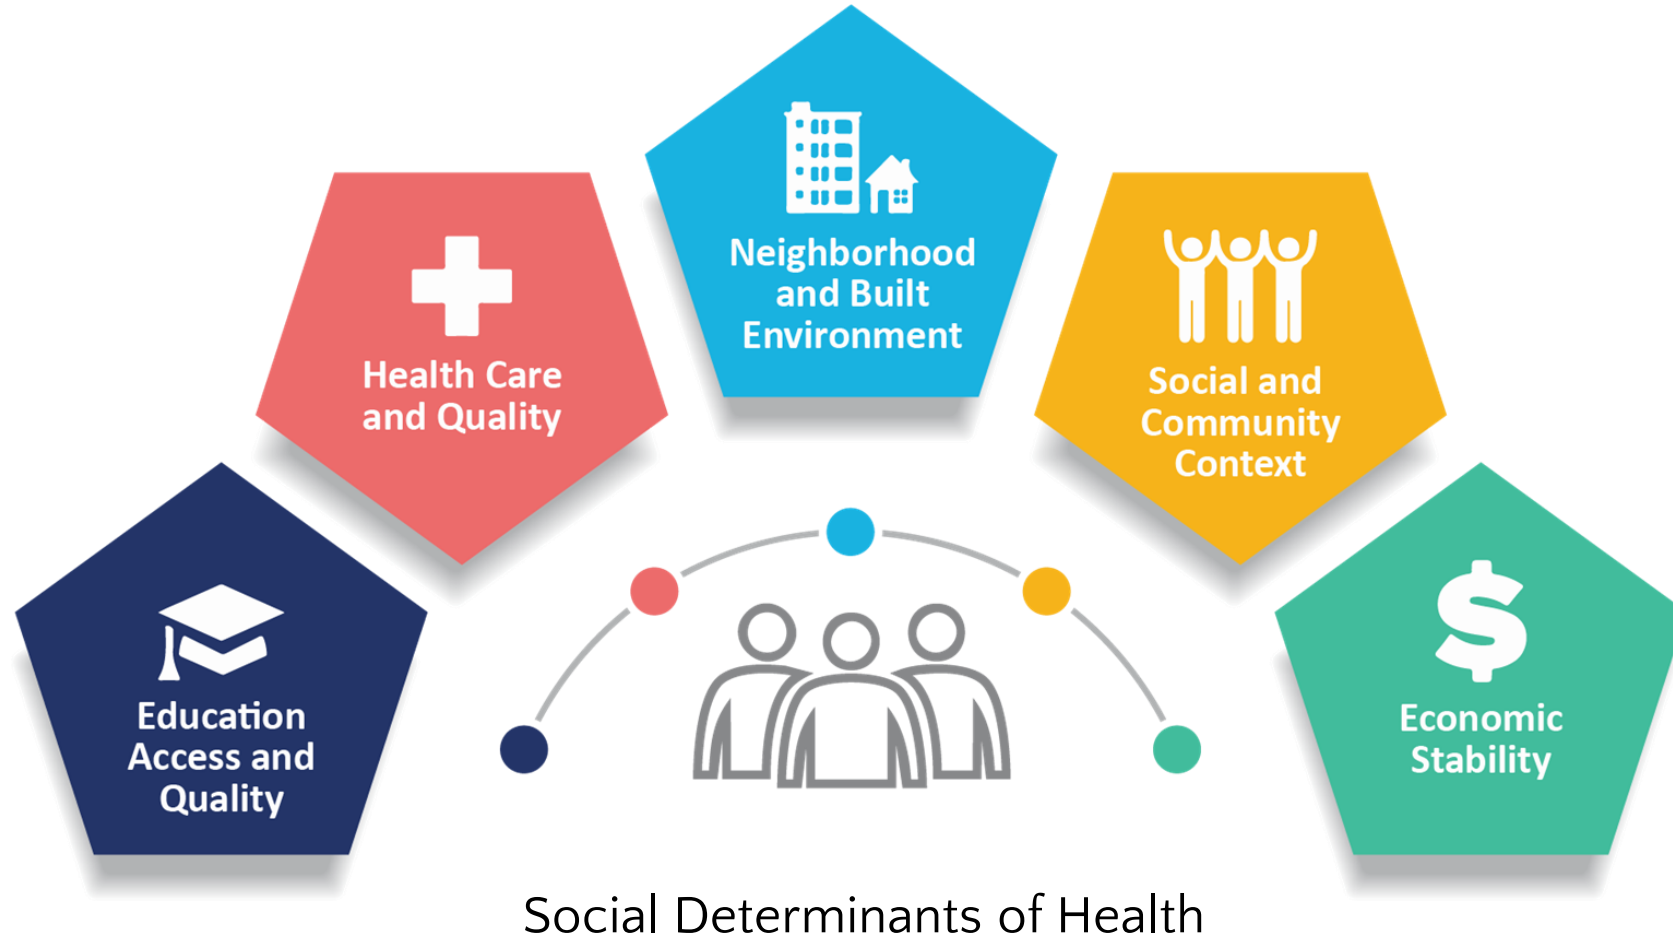 Neighborhood
and Built
Environment
Health Care
and Quality
Social and
Community
Context
Education
Access and
Quality
$
Economic
Stability
Social Determinants of Health